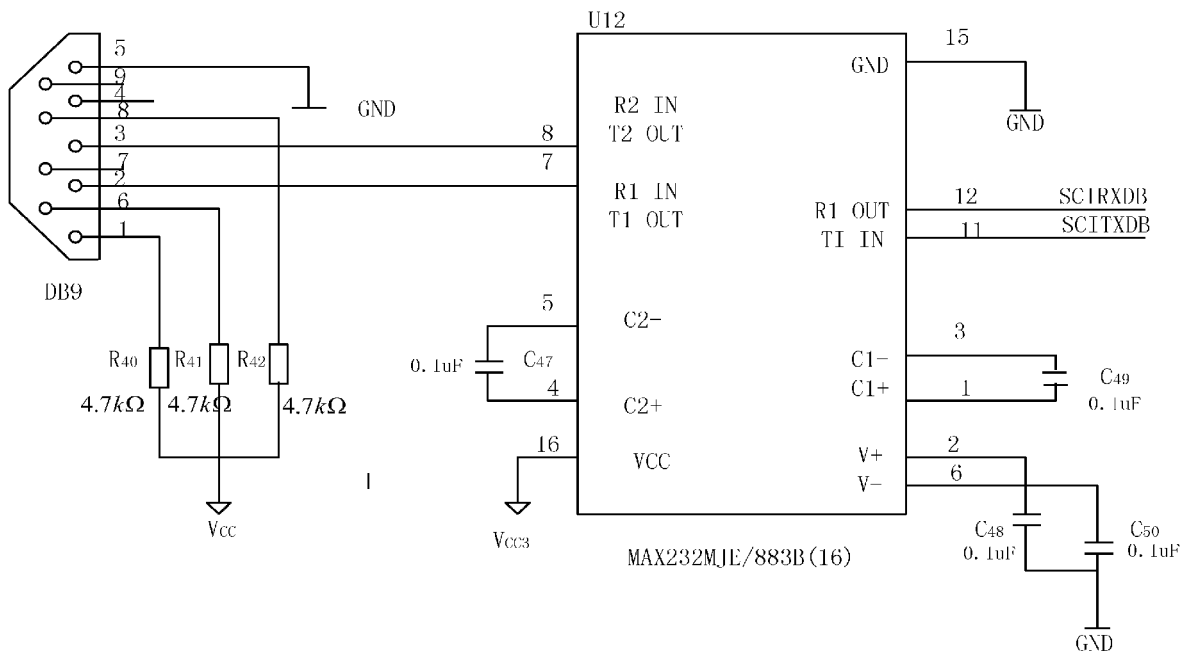 U12
5
9
4
8
3
7
2
6
1
DB9
GND
R40
R41
R42
4.7kΩ
4.7kΩ
4.7kΩ
VCC
8
7
R2 IN
T2 OUT
R1 IN
T1 OUT
5
C2-
0.1uF
C47
4
C2+
16
VCC
VCC3
15
GND
GND
12
SCIRXDB
R1 OUT
11
SCITXDB
TI IN
3
C1-
C1+
1
C49
0.1uF
V+
2
V-
6
C48
0.1uF
C50
0.1uF
GND
MAX232MJE/883B(16)